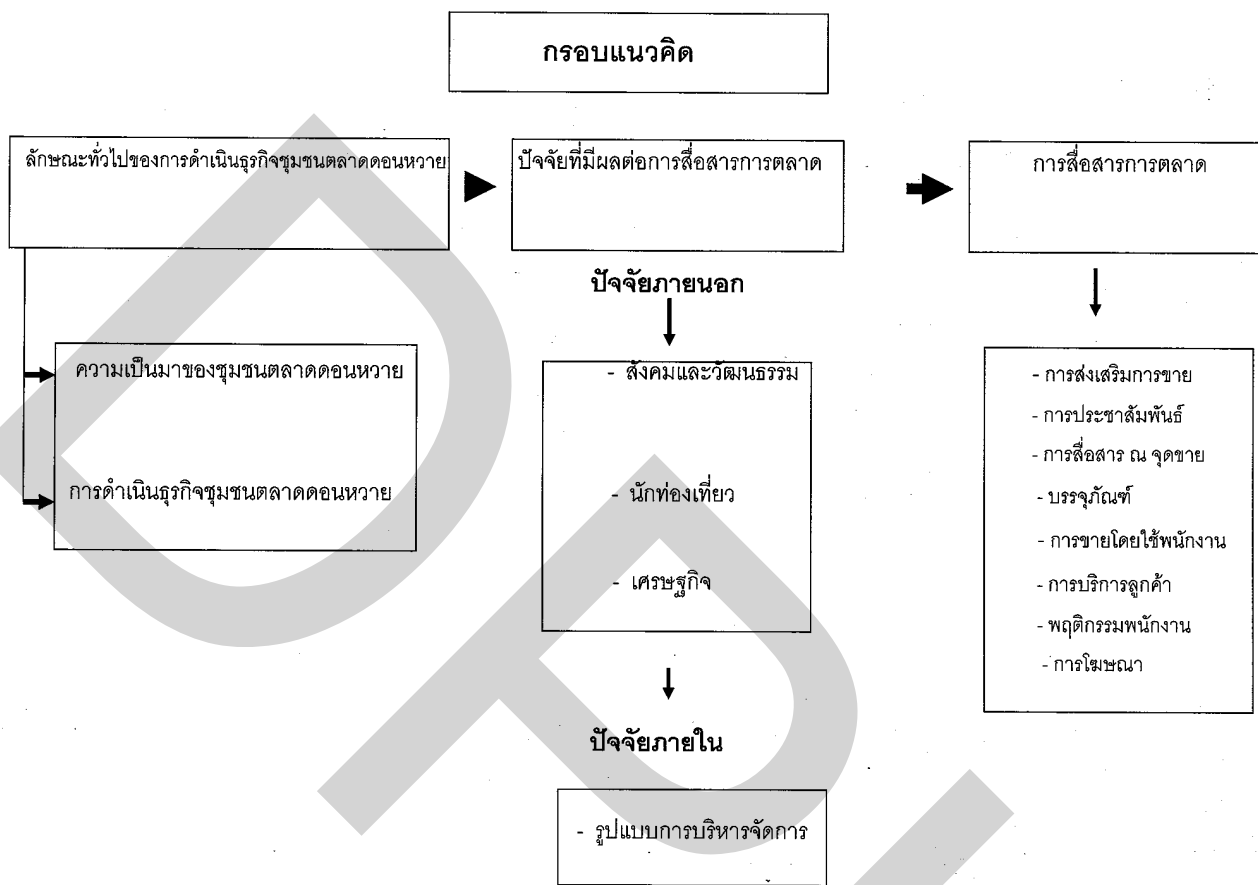 กรอบแนวคิด
ลักษณะทั่วไปของการดำเนินธุรกิจชุมชนตลาดดอนหวาย
ปัจจัยที่มีผลต่อการสื่อสารการตลาด
การสื่อสารการตลาด
ความเป็นมาของชุมชนตลาดดอนหวาย
การดำเนินธุรกิจชุมชนตลาดดอนหวาย
ปัจจัยภายนอก
- สังคมและวัฒนธรรม
- นักท่องเที่ยว
- เศรษฐกิจ
ปัจจัยภายใน
- รูปแบบการบริหารจัดการ
- การส่งเสริมการขาย
- การประชาสัมพันธ์
- การสื่อสาร ณ จุดขาย
- บรรจุภัณฑ์
- การขายโดยใช้พนักงาน
- การบริการลูกค้า
- พฤติกรรมพนักงาน
- การโฆษณา